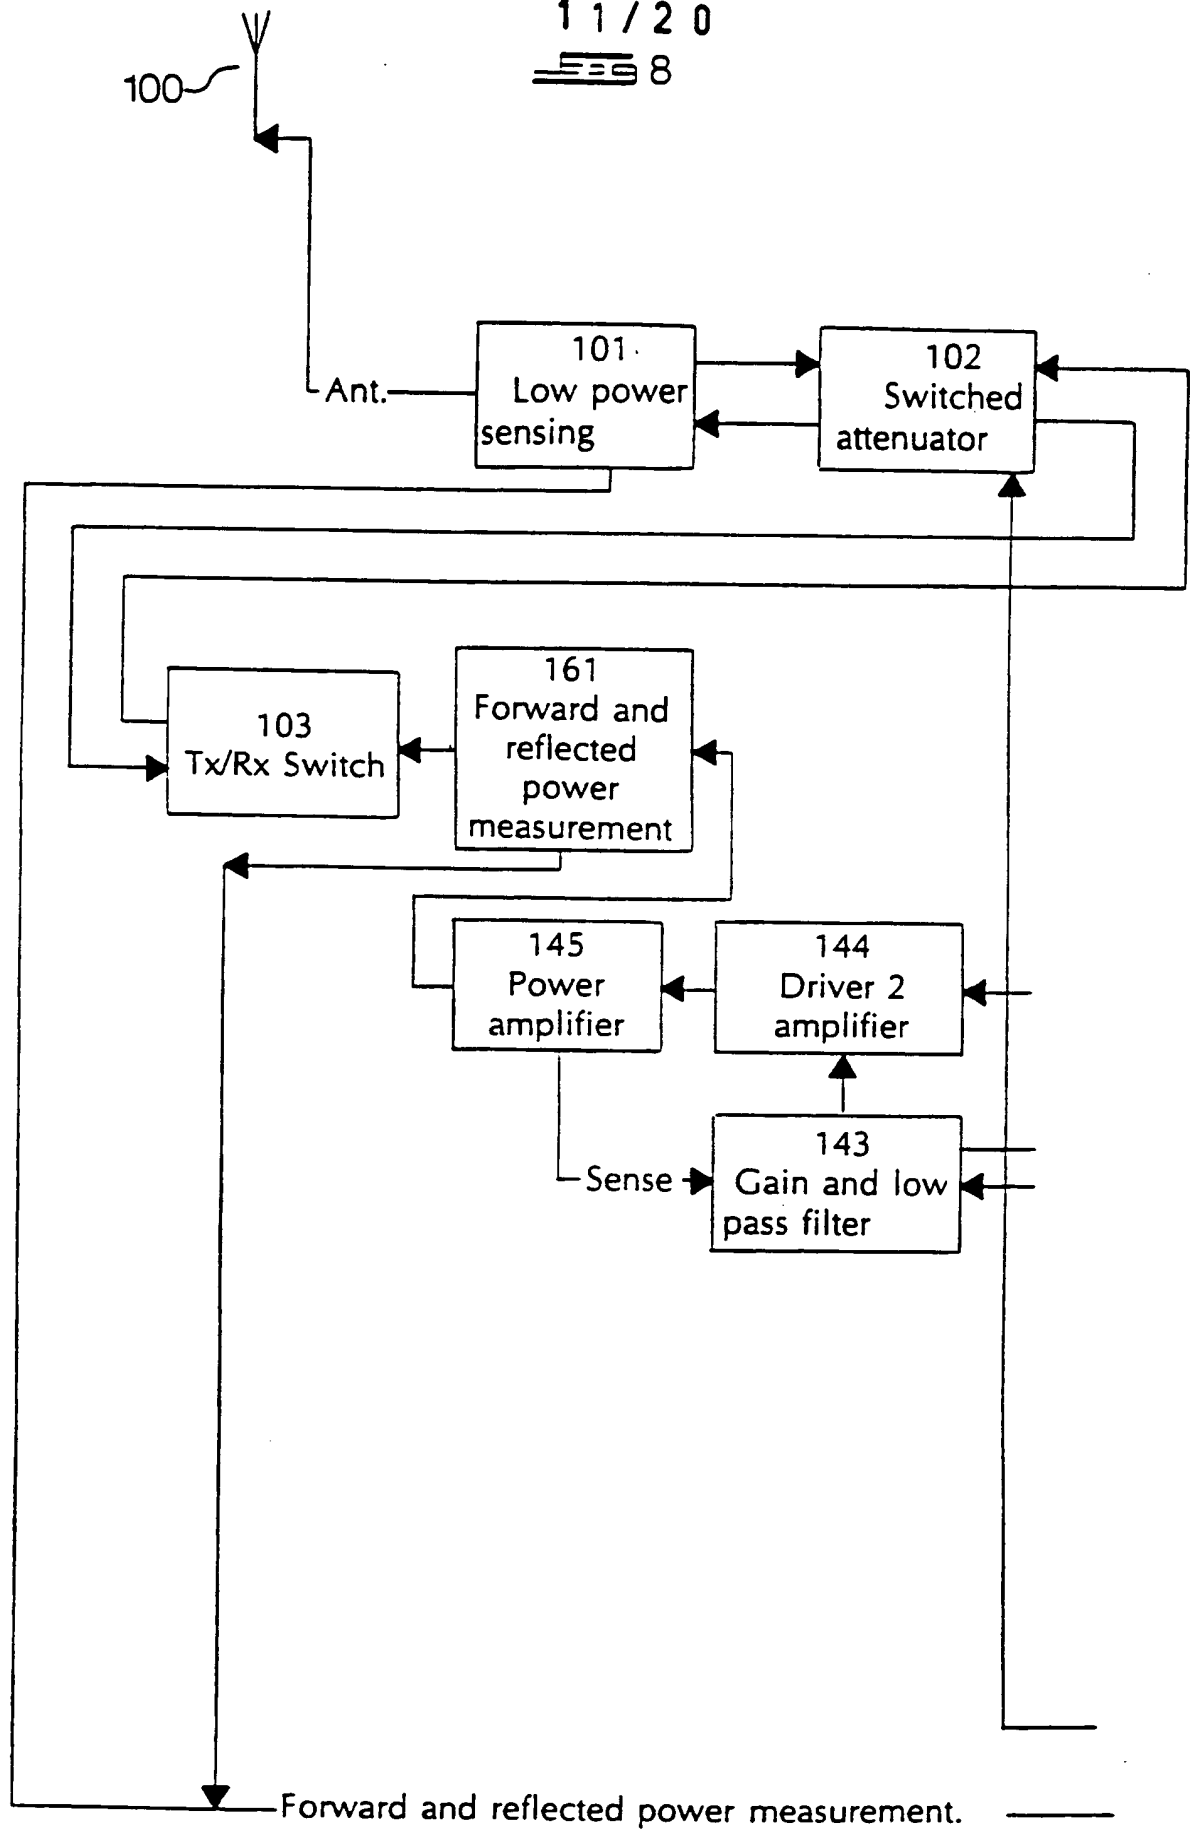 11/20
Fig 8
100
101
Low power
sensing
102
Switched
attenuator
Ant.
103
Tx/Rx Switch
161
Forward and
reflected
power
measurement
145
Power
amplifier
144
Driver 2
amplifier
143
Gain and low
pass filter
Sense
Forward and reflected power measurement.